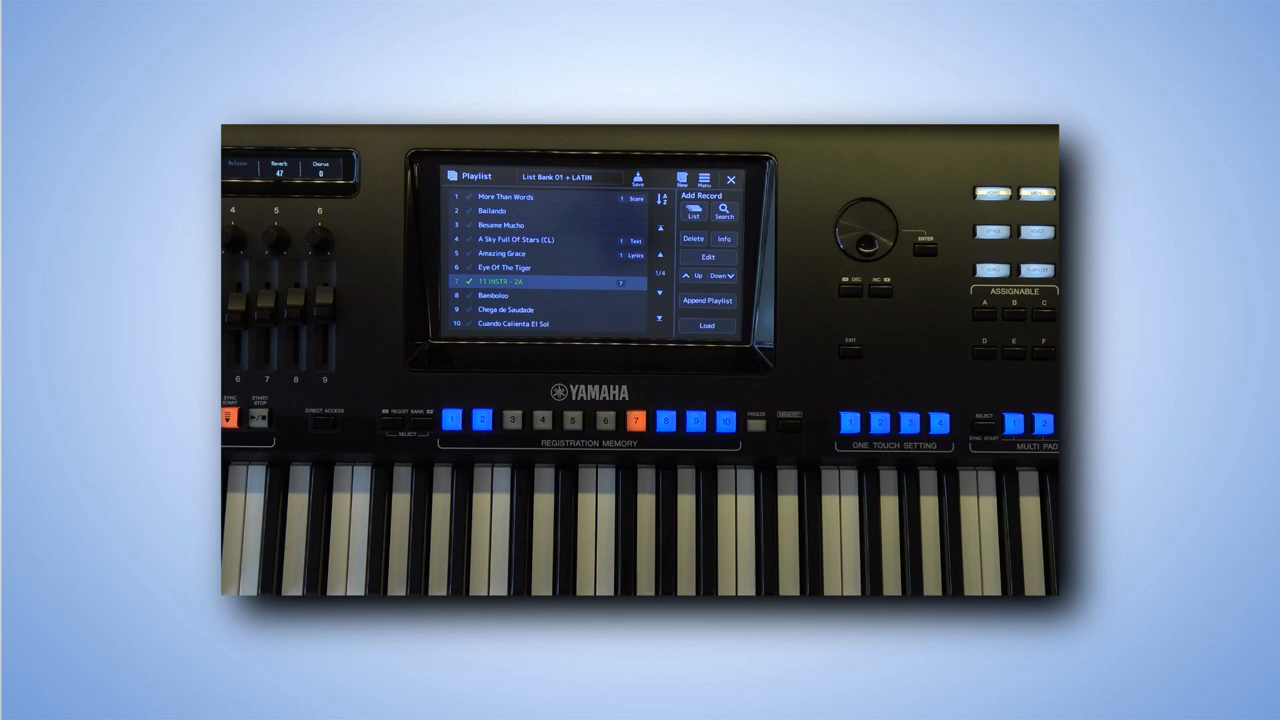 Release Reverb Chorus
47 0
4 5 6
6 7 8 9
Playlist
List Bank 01 + LATIN
Save
New
Menu
1 More Than Words 1 Score
2 Bailando
3 Besame Mucho
4 A Sky Full Of Stars (CL) 1 Text
5 Amazing Grace 1 Lyrics
6 Eye Of The Tiger
7 11 INSTR - 2A 7
8 Bamboleo
9 Chega de Saudade
10 Cuando Calienta El Sol
A
Z
1/4
Add Record
List Search
Delete Info
Edit
Up Down
Append Playlist
Load
ENTER
DEC INC
EXIT
HOME MENU
STYLE VOICE
SONG PLAYLIST
ASSIGNABLE
A B C
D E F
YAMAHA
SYNC START
START/STOP
DIRECT ACCESS
REGIST BANK
SELECT
1 2 3 4 5 6 7 8 9 10
REGISTRATION MEMORY
FREEZE
MEMORY
1 2 3 4
ONE TOUCH SETTING
SELECT
SYNC START
1 2
MULTI PAD